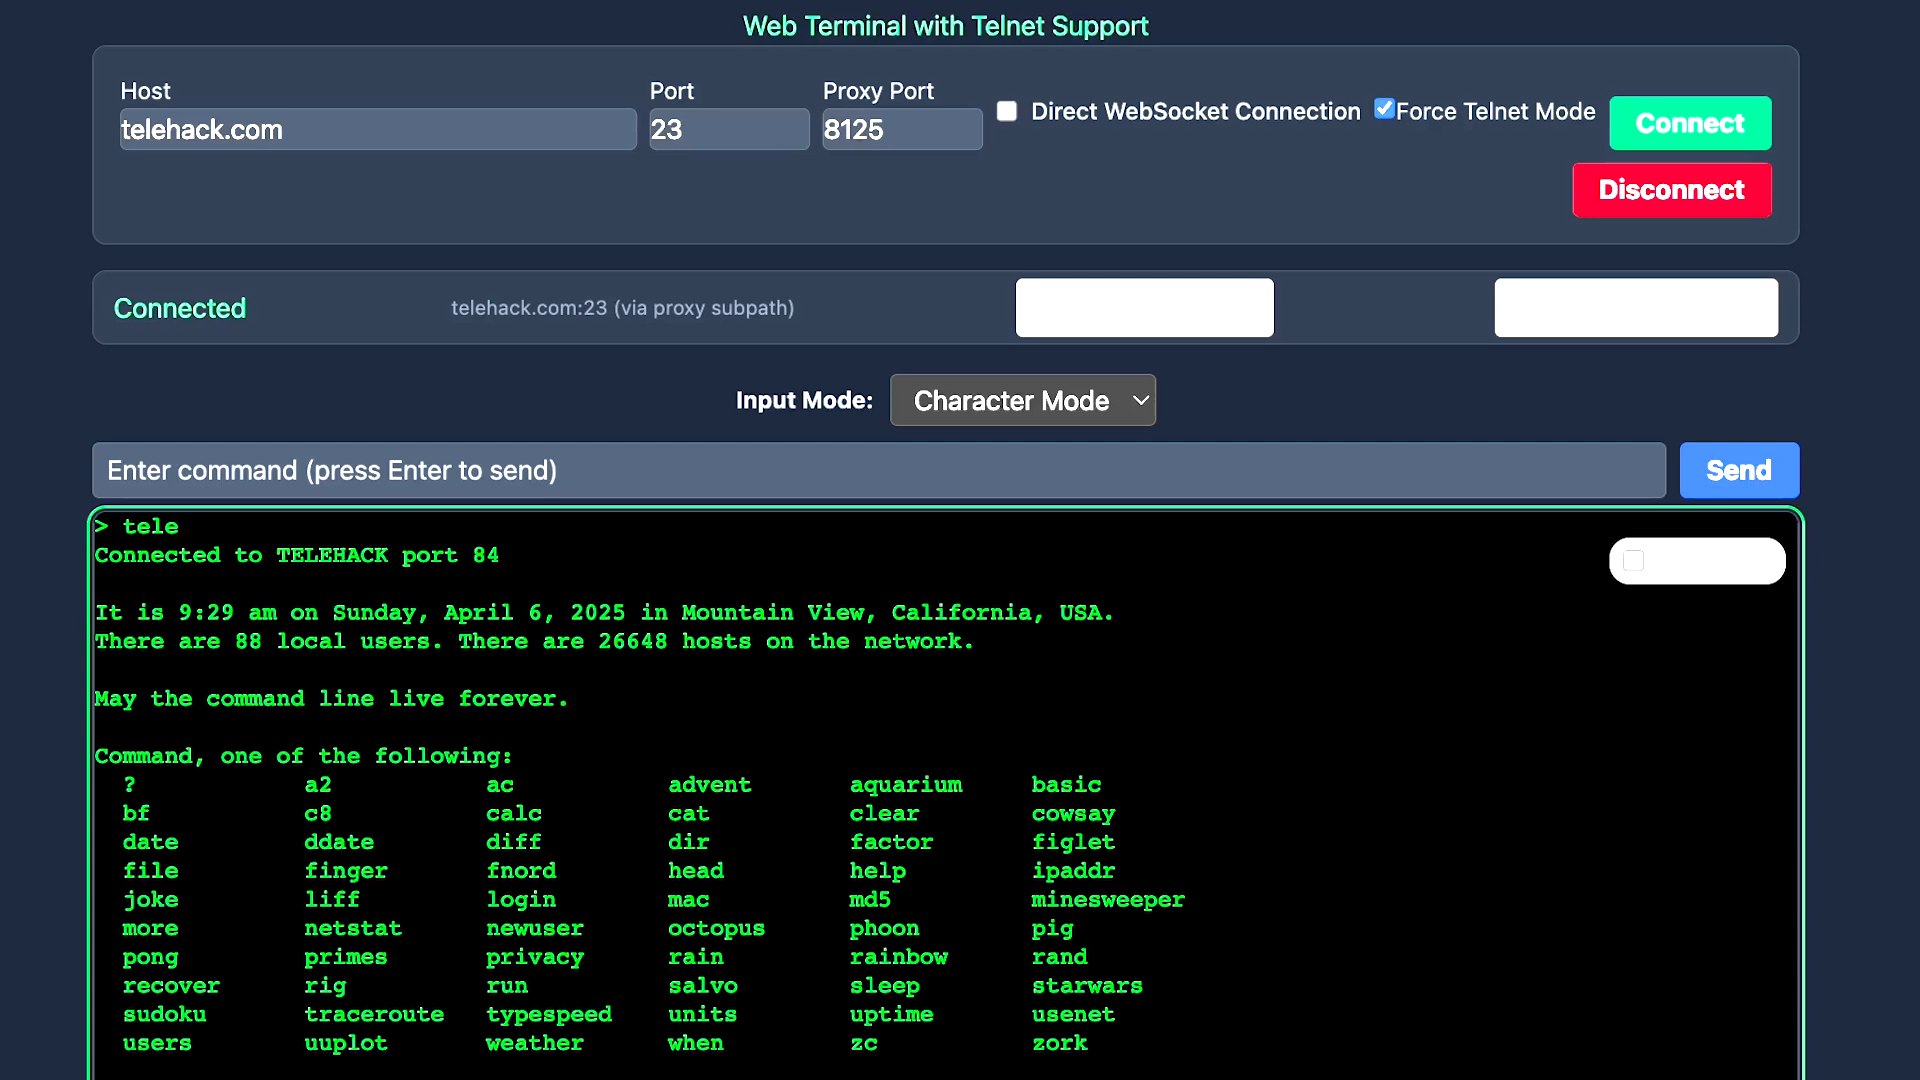 Web Terminal with Telnet Support
Host Port Proxy Port
telehack.com 23 8125 Direct WebSocket Connection Force Telnet Mode Connect
Disconnect
Connected telehack.com:23 (via proxy subpath)
Input Mode: Character Mode
Enter command (press Enter to send) Send
> tele
Connected to TELEHACK port 84
It is 9:29 am on Sunday, April 6, 2025 in Mountain View, California, USA.
There are 88 local users. There are 26648 hosts on the network.
May the command line live forever.
Command, one of the following:
? a2 ac advent aquarium basic
bf c8 calc cat clear cowsay
date ddate diff dir factor figlet
file finger fnord head help ipaddr
joke liff login mac md5 minesweeper
more netstat newuser octopus phoon pig
pong primes privacy rain rainbow rand
recover rig run salvo sleep starwars
sudoku traceroute typespeed units uptime usenet
users uuplot weather when zc zork